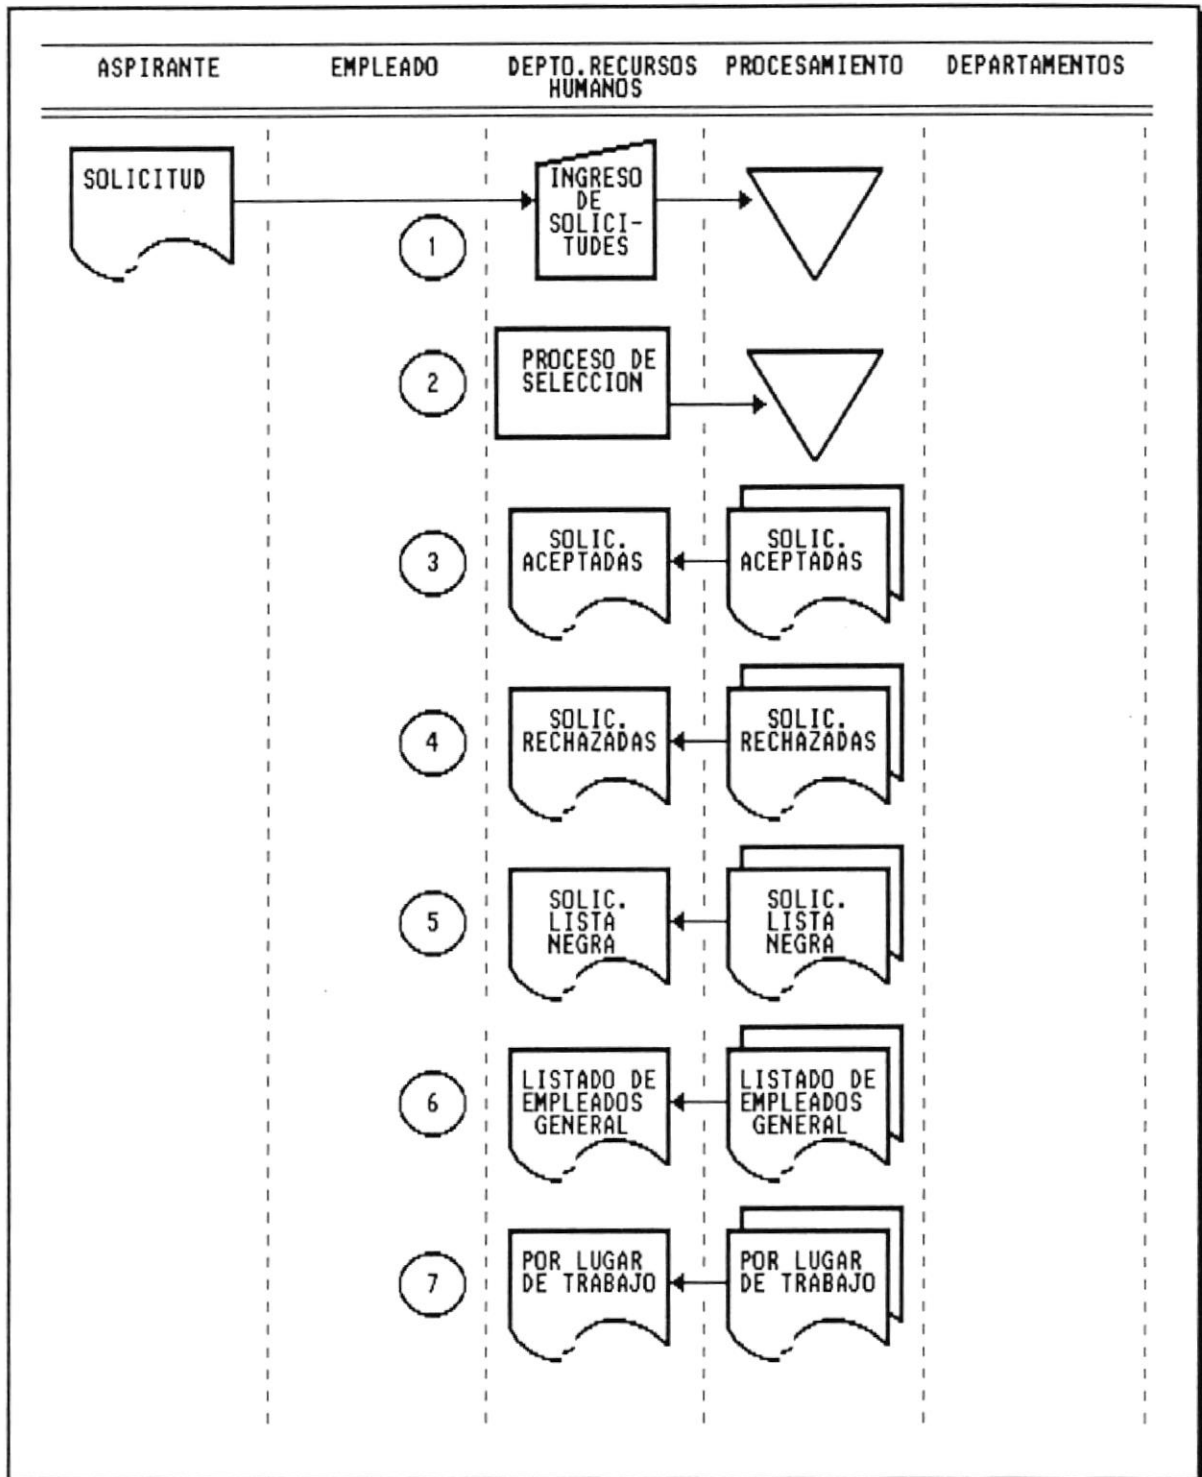 ASPIRANTE
EMPLEADO
DEPTO.RECURSOS
HUMANOS
PROCESAMIENTO
DEPARTAMENTOS
SOLICITUD
1
INGRESO
DE
SOLICI-
TUDES
2
PROCESO DE
SELECCION
3
SOLIC.
ACEPTADAS
SOLIC.
ACEPTADAS
4
SOLIC.
RECHAZADAS
SOLIC.
RECHAZADAS
5
SOLIC.
LISTA
NEGRA
SOLIC.
LISTA
NEGRA
6
LISTADO DE
EMPLEADOS
GENERAL
LISTADO DE
EMPLEADOS
GENERAL
7
POR LUGAR
DE TRABAJO
POR LUGAR
DE TRABAJO